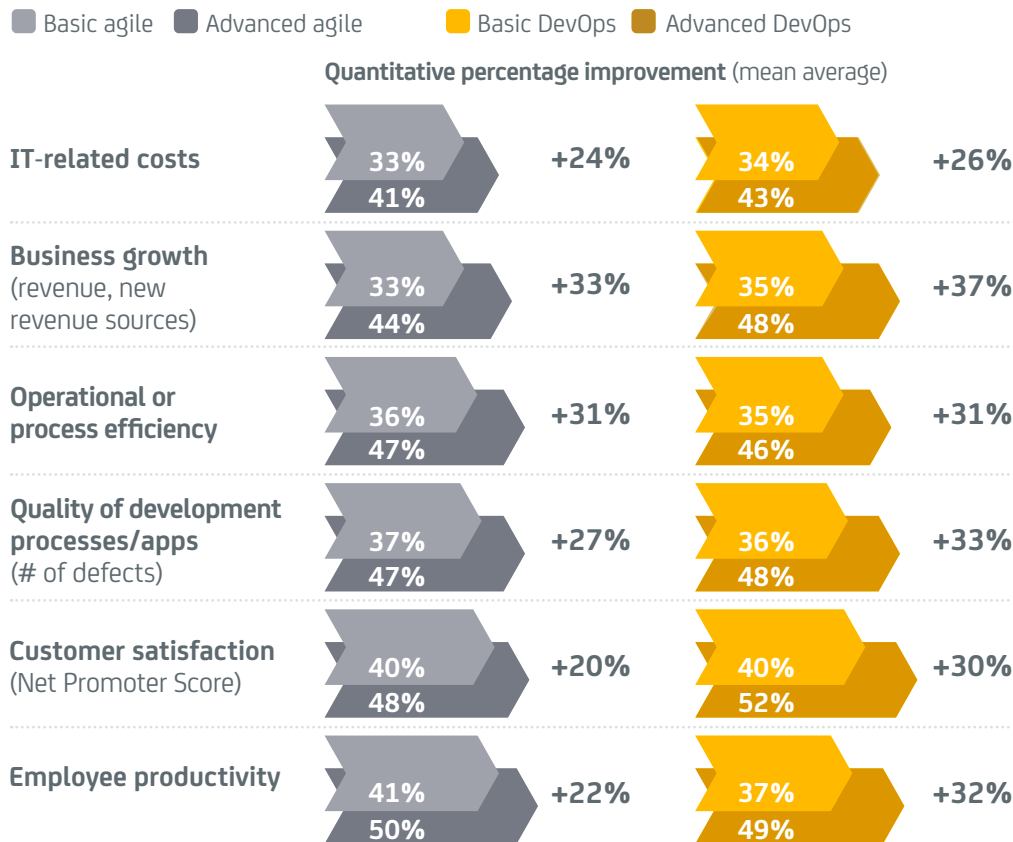 Basic agile Advanced agile Basic DevOps Advanced DevOps
Quantitative percentage improvement (mean average)
IT-related costs
33%
41%
+24%
34%
43%
+26%
Business growth
(revenue, new
revenue sources)
33%
44%
+33%
35%
48%
+37%
Operational or
process efficiency
36%
47%
+31%
35%
46%
+31%
Quality of development
processes/apps
(# of defects)
37%
47%
+27%
36%
48%
+33%
Customer satisfaction
(Net Promoter Score)
40%
48%
+20%
40%
52%
+30%
Employee productivity
41%
50%
+22%
37%
49%
+32%